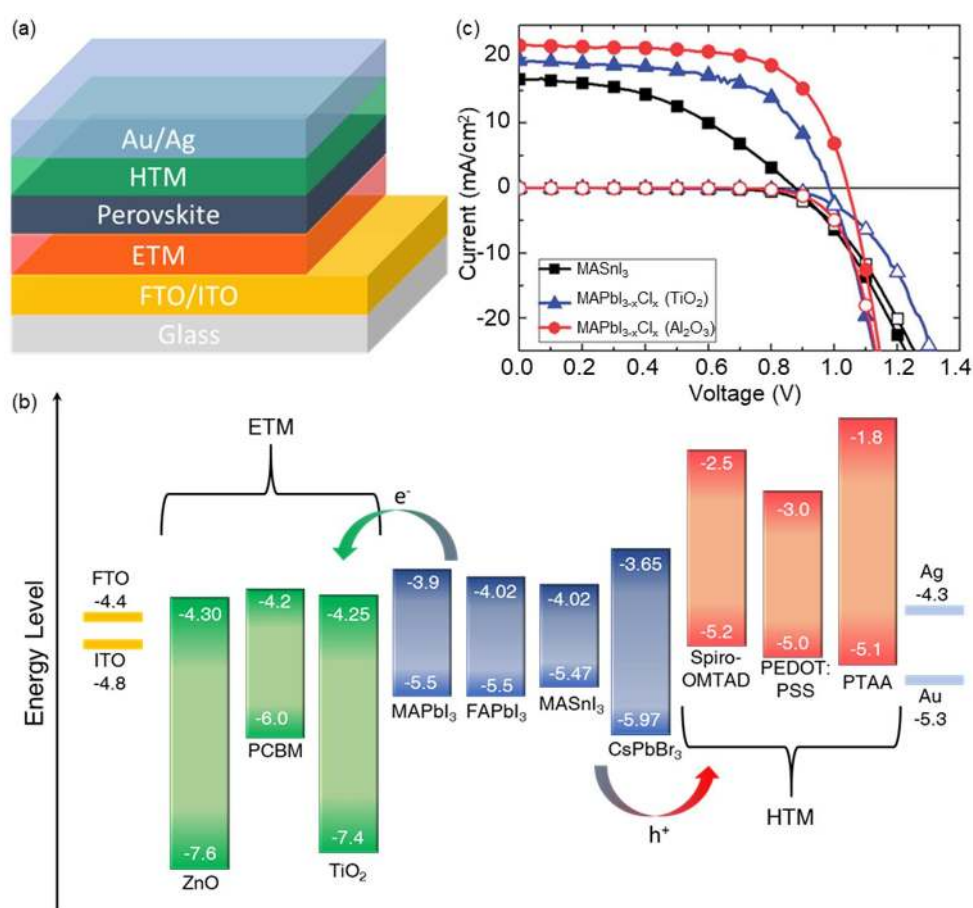 (a)
Au/Ag
HTM
Perovskite
ETM
FTO/ITO
Glass
(c)
20
10
0
-10
-20
Current (mA/cm²)
MASnI₃
MAPbI₃₋ₓClₓ (TiO₂)
MAPbI₃₋ₓClₓ (Al₂O₃)
0.0 0.2 0.4 0.6 0.8 1.0 1.2 1.4
Voltage (V)
(b)
Energy Level
ETM
e⁻
FTO
-4.4
ITO
-4.8
-4.30
-7.6
ZnO
-4.2
-6.0
PCBM
-4.25
-7.4
TiO₂
-3.9
-5.5
MAPbI₃
-4.02
-5.5
FAPbI₃
-4.02
-5.47
MASnI₃
-3.65
-5.97
CsPbBr₃
h⁺
-2.5
-5.2
Spiro-
OMTAD
-3.0
-5.0
PEDOT:
PSS
-1.8
-5.1
PTAA
HTM
Ag
-4.3
Au
-5.3